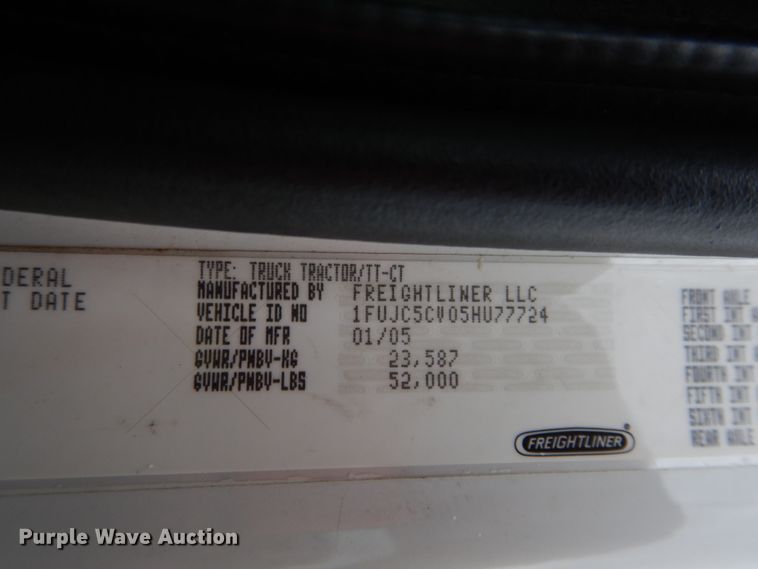 DERAL
T DATE
TYPE: TRUCK TRACTOR/TT-CT
MANUFACTURED BY FREIGHTLINER LLC
VEHICLE ID NO 1FUJC5CV05HU77724
DATE OF MFR 01/05
GVWR/PNBV-KG 23,587
GVWR/PNBV-LBS 52,000
FRONT AXLE
FIRST INT A
SECOND INT
THIRD INT A
FOURTH INT
FIFTH INT
SIXTH INT
REAR AXLE
FREIGHTLINER®
Purple Wave Auction